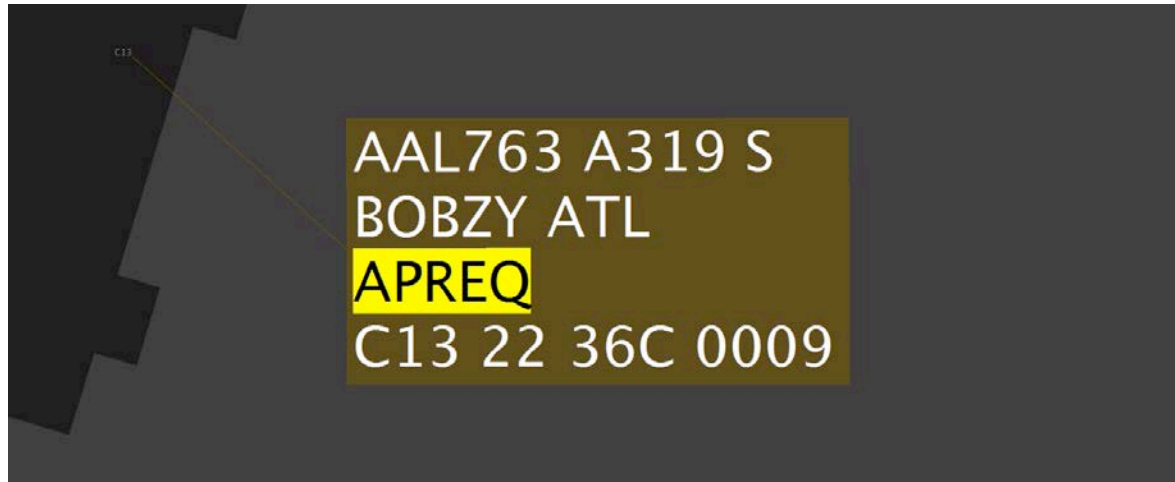 C13
AAL763 A319 S
BOBZY ATL
APREQ
C13 22 36C 0009